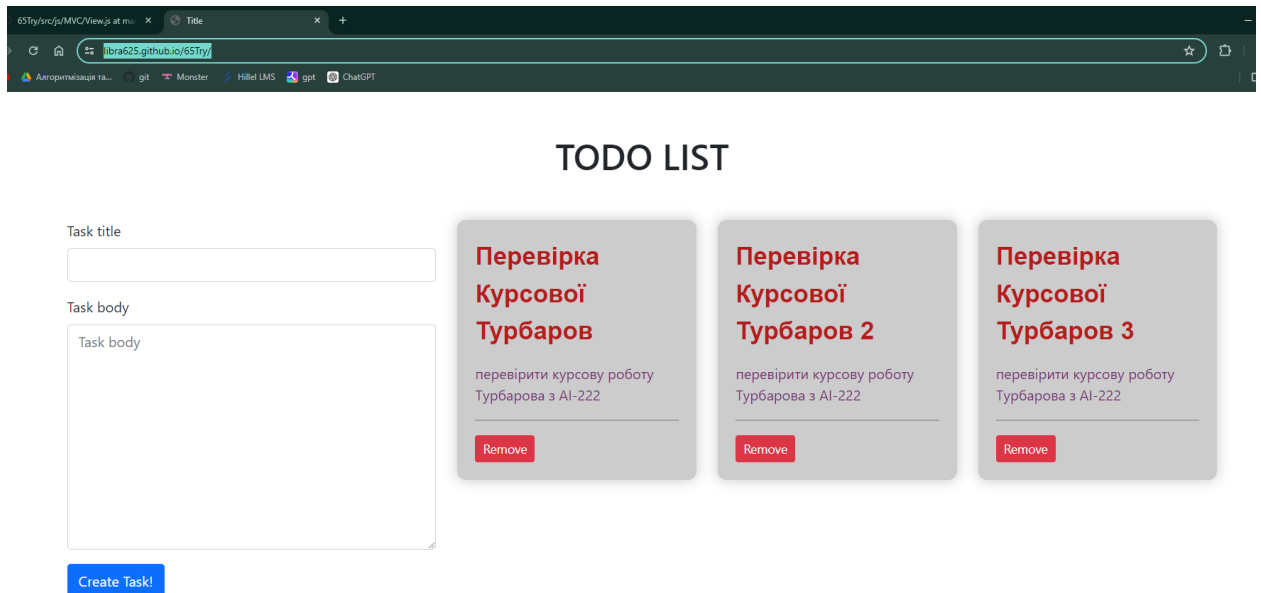 65Try/src/js/MVC/View.js at ma
Title
libra625.github.io/65Try/
Алгоритмізація та...
git
Monster
Hillel LMS
gpt
ChatGPT
TODO LIST
Task title
Task body
Task body
Create Task!
Перевірка
Курсової
Турбаров
перевірити курсову роботу
Турбарова з АІ-222
Remove
Перевірка
Курсової
Турбаров 2
перевірити курсову роботу
Турбарова з АІ-222
Remove
Перевірка
Курсової
Турбаров 3
перевірити курсову роботу
Турбарова з АІ-222
Remove